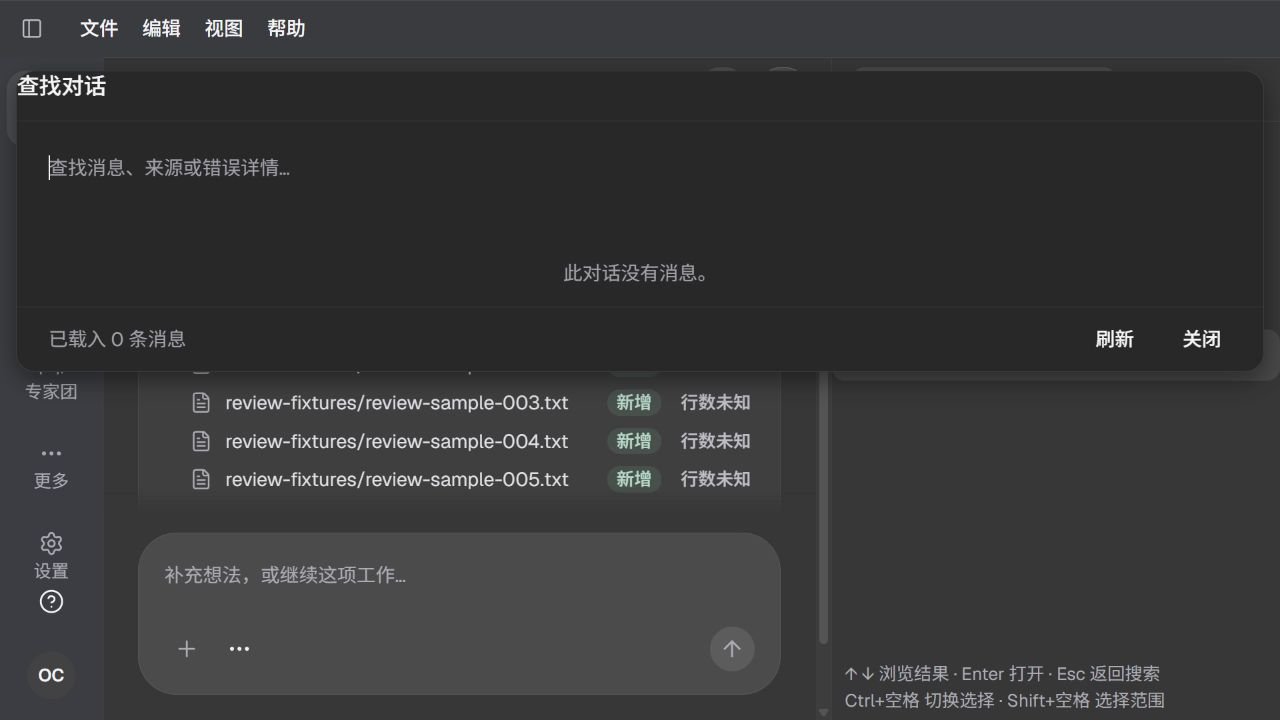 文件 编辑 视图 帮助
查找对话
查找消息、来源或错误详情…
此对话没有消息。
已载入 0 条消息
刷新 关闭
专家团
review-fixtures/review-sample-003.txt 新增 行数未知
review-fixtures/review-sample-004.txt 新增 行数未知
更多
review-fixtures/review-sample-005.txt 新增 行数未知
设置
补充想法，或继续这项工作…
OC
↑↓ 浏览结果 · Enter 打开 · Esc 返回搜索
Ctrl+空格 切换选择 · Shift+空格 选择范围